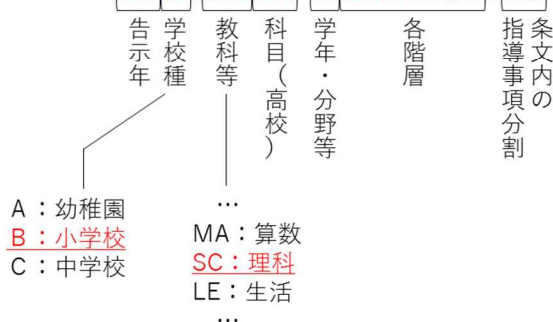 告示年
学校種
教科等
科目（高校）
学年・分野等
各階層
条文内の
指導事項分割
A：幼稚園
B：小学校
C：中学校
…
MA：算数
SC：理科
LE：生活
…